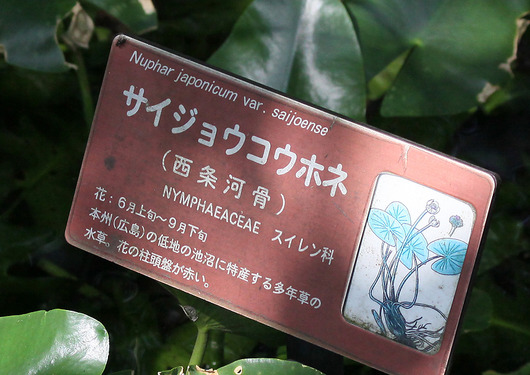 Nuphar japonicum var. saijoense
サイジョウコウホネ
(西条河骨)
NYMPHAEACEAE スイレン科
花:6月上旬~9月下旬
本州(広島)の低地の池沼に特産する多年草の
水草。花の柱頭盤が赤い。